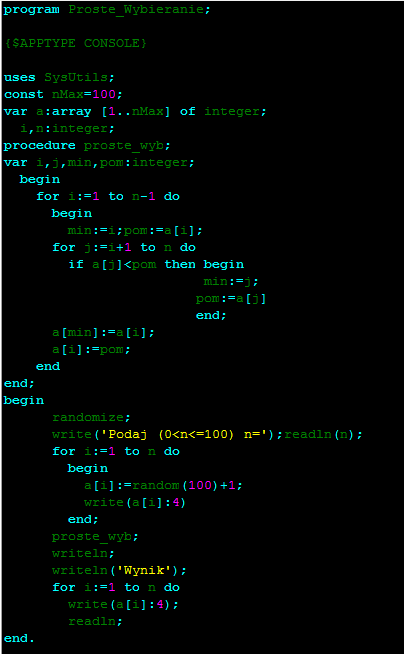 program Proste_Wybieranie;
{$APPTYPE CONSOLE}
uses SysUtils;
const nMax=100;
var a:array [1..nMax] of integer;
  i,n:integer;
procedure proste_wyb;
var i,j,min,pom:integer;
  begin
    for i:=1 to n-1 do
      begin
        min:=i;pom:=a[i];
      for j:=i+1 to n do
        if a[j]<pom then begin
                         min:=j;
                        pom:=a[j]
                        end;
      a[min]:=a[i];
      a[i]:=pom;
    end
end;
begin
      randomize;
      write('Podaj (0<n<=100) n=');readln(n);
      for i:=1 to n do
        begin
          a[i]:=random(100)+1;
          write(a[i]:4)
        end;
      proste_wyb;
      writeln;
      writeln('Wynik');
      for i:=1 to n do
        write(a[i]:4);
        readln;
end.